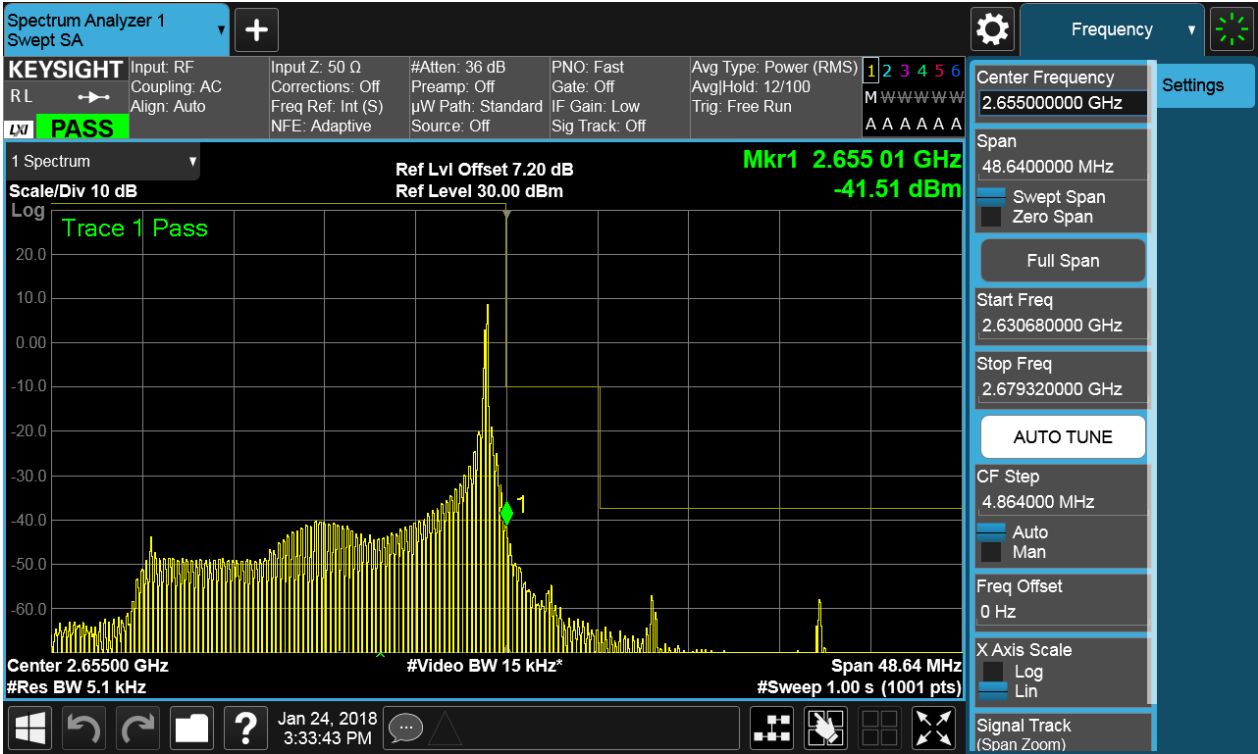 Spectrum Analyzer 1
Swept SA
+
Frequency
KEYSIGHT
R L
LXI PASS
Input: RF
Coupling: AC
Align: Auto
Input Z: 50 Ω
Corrections: Off
Freq Ref: Int (S)
NFE: Adaptive
#Atten: 36 dB
Preamp: Off
µW Path: Standard
Source: Off
PNO: Fast
Gate: Off
IF Gain: Low
Sig Track: Off
Avg Type: Power (RMS)
Avg|Hold: 12/100
Trig: Free Run
1 2 3 4 5 6
M W W W W W
A A A A A A
1 Spectrum
Scale/Div 10 dB
Ref Lvl Offset 7.20 dB
Ref Level 30.00 dBm
Mkr1 2.655 01 GHz
-41.51 dBm
Log
Trace 1 Pass
20.0
10.0
0.00
-10.0
-20.0
-30.0
-40.0
-50.0
-60.0
1
Center 2.65500 GHz
#Res BW 5.1 kHz
#Video BW 15 kHz*
Span 48.64 MHz
#Sweep 1.00 s (1001 pts)
?
Jan 24, 2018
3:33:43 PM
Center Frequency
2.655000000 GHz
Span
48.6400000 MHz
Swept Span
Zero Span
Full Span
Start Freq
2.630680000 GHz
Stop Freq
2.679320000 GHz
AUTO TUNE
CF Step
4.864000 MHz
Auto
Man
Freq Offset
0 Hz
X Axis Scale
Log
Lin
Signal Track
(Span Zoom)
Settings